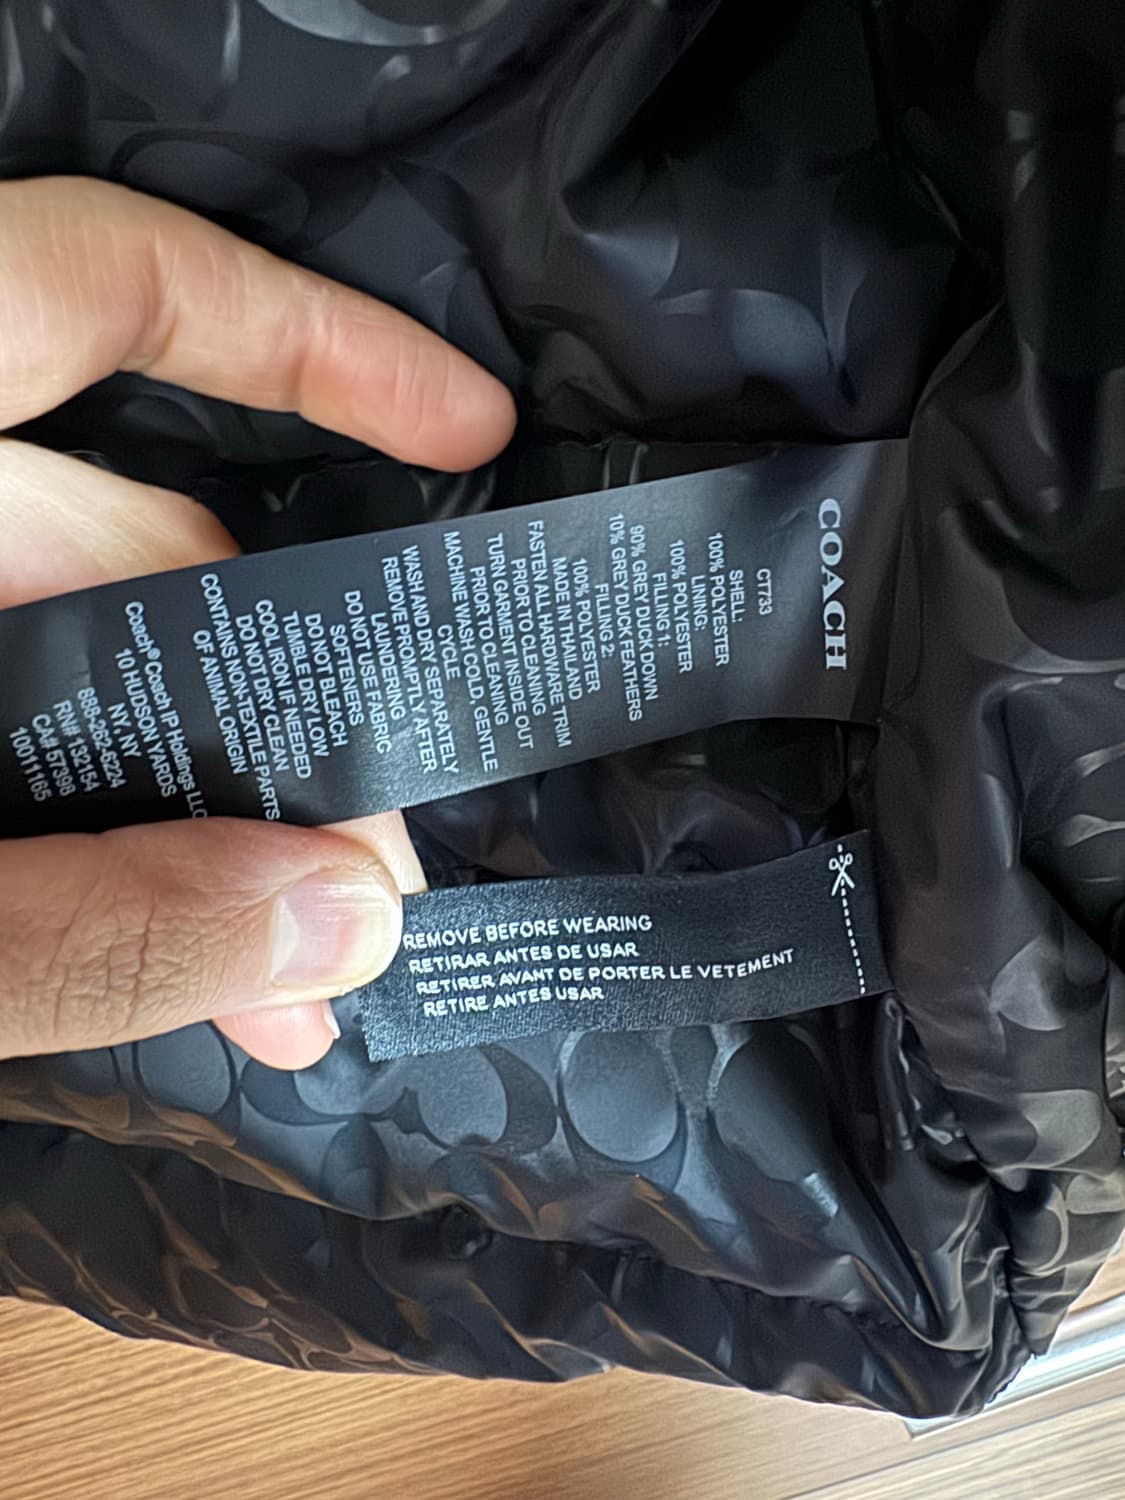 COACH
CT733
SHELL:
100% POLYESTER
LINING:
100% POLYESTER
FILLING 1:
90% GREY DUCK DOWN
10% GREY DUCK FEATHERS
FILLING 2:
100% POLYESTER
MADE IN THAILAND
FASTEN ALL HARDWARE TRIM
PRIOR TO CLEANING
TURN GARMENT INSIDE OUT
PRIOR TO CLEANING
MACHINE WASH COLD, GENTLE
CYCLE
WASH AND DRY SEPARATELY
REMOVE PROMPTLY AFTER
LAUNDERING
DO NOT USE FABRIC
SOFTENERS
DO NOT BLEACH
TUMBLE DRY LOW
COOL IRON IF NEEDED
DO NOT DRY CLEAN
CONTAINS NON-TEXTILE PARTS
OF ANIMAL ORIGIN
Coach® Coach IP Holdings LLC
10 HUDSON YARDS
NY, NY
888-262-6224
RN# 132154
CA# 57398
10011165
REMOVE BEFORE WEARING
RETIRAR ANTES DE USAR
RETIRER AVANT DE PORTER LE VETEMENT
RETIRE ANTES USAR